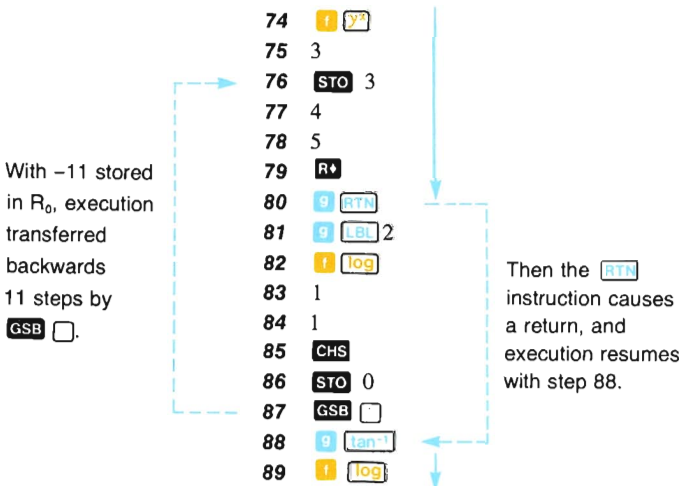 74 f yˣ
75 3
76 STO 3
77 4
78 5
79 R♦
80 g RTN
81 g LBL 2
82 f log
83 1
84 1
85 CHS
86 STO 0
87 GSB
88 g tan⁻¹
89 f log
With –11 stored
in R₀, execution
transferred
backwards
11 steps by
GSB .
Then the RTN
instruction causes
a return, and
execution resumes
with step 88.